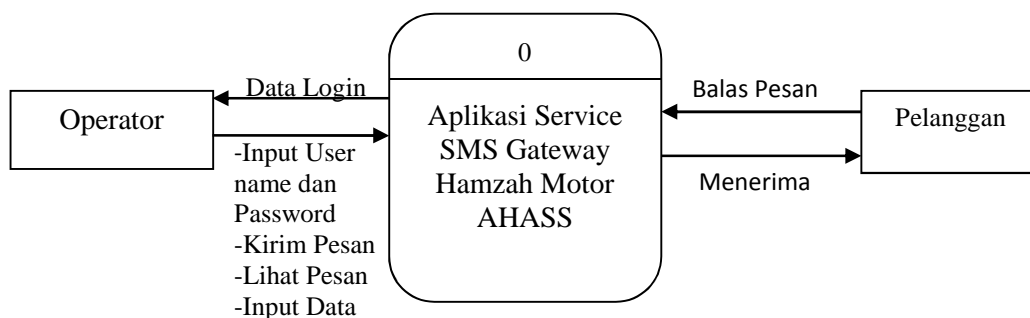 0
Data Login
Operator
-Input User
name dan
Password
-Kirim Pesan
-Lihat Pesan
-Input Data
Aplikasi Service
SMS Gateway
Hamzah Motor
AHASS
Balas Pesan
Menerima
Pelanggan